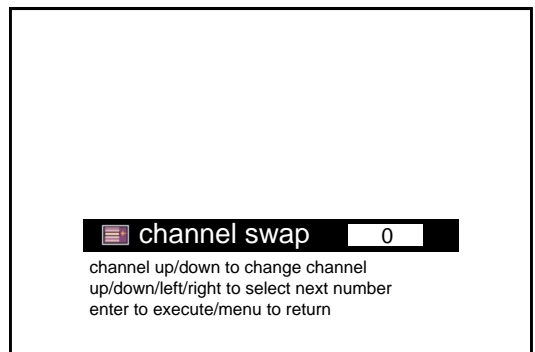 channel swap 0
channel up/down to change channel
up/down/left/right to select next number
enter to execute/menu to return